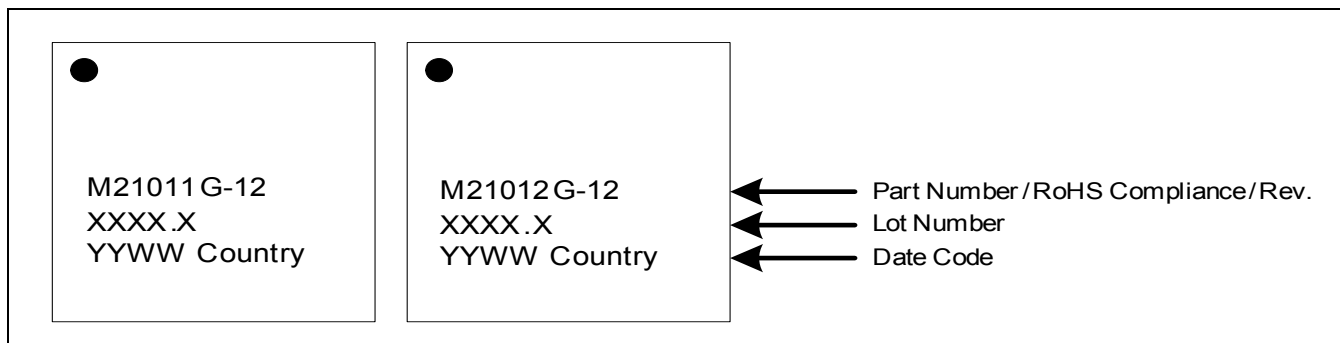 M21011G-12
XXXX.X
YYWW Country
M21012G-12
XXXX.X
YYWW Country
Part Number/RoHS Compliance/Rev.
Lot Number
Date Code